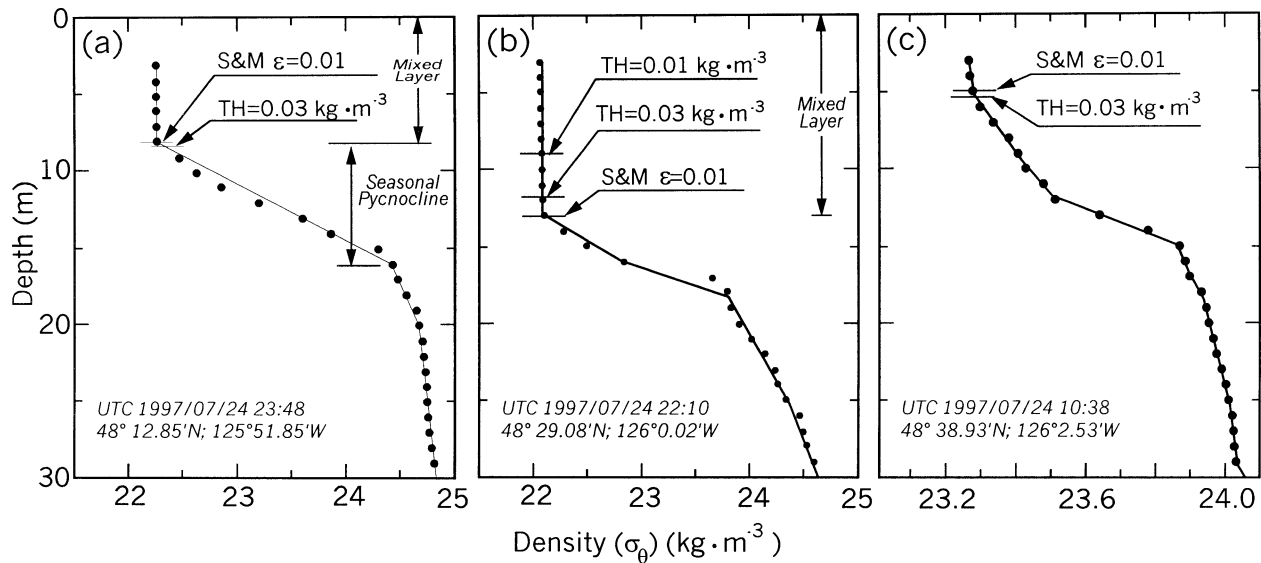 (a)
S&M ε=0.01
TH=0.03 kg·m⁻³
Mixed
Layer
Seasonal
Pycnocline
UTC 1997/07/24 23:48
48° 12.85'N; 125°51.85'W
(b)
TH=0.01 kg·m⁻³
TH=0.03 kg·m⁻³
S&M ε=0.01
Mixed
Layer
UTC 1997/07/24 22:10
48° 29.08'N; 126°0.02'W
(c)
S&M ε=0.01
TH=0.03 kg·m⁻³
UTC 1997/07/24 10:38
48° 38.93'N; 126°2.53'W
Depth (m)
0
10
20
30
22 23 24 25
22 23 24 25
23.2 23.6 24.0
Density (σθ) (kg·m⁻³)